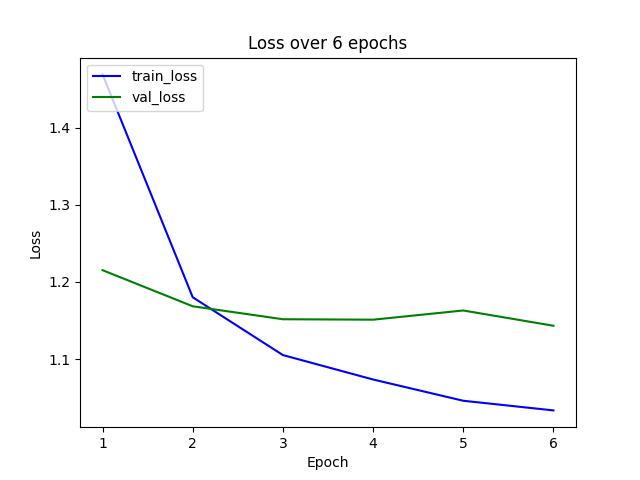 Loss over 6 epochs
train_loss
val_loss
1.4
1.3
1.2
1.1
Loss
1 2 3 4 5 6
Epoch